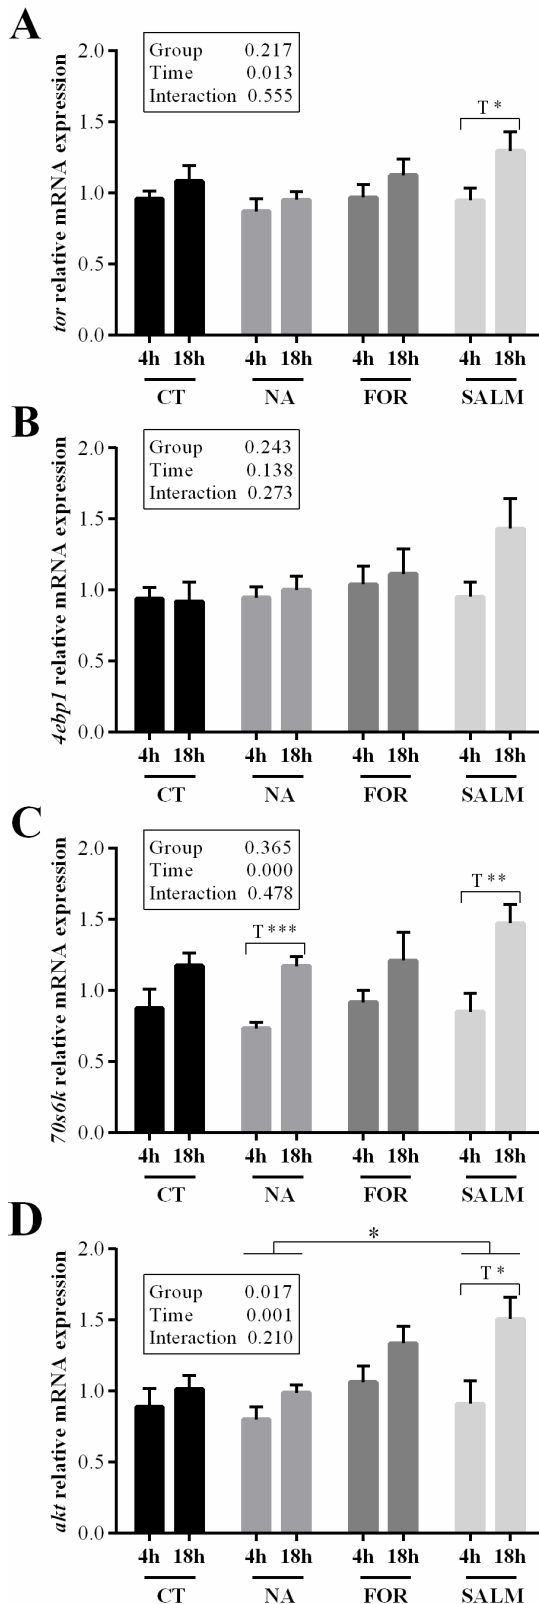 A
tor relative mRNA expression
Group 0.217
Time 0.013
Interaction 0.555
2.0
1.5
1.0
0.5
0.0
T *
4h 18h 4h 18h 4h 18h 4h 18h
CT NA FOR SALM
B
4ebp1 relative mRNA expression
Group 0.243
Time 0.138
Interaction 0.273
2.0
1.5
1.0
0.5
0.0
4h 18h 4h 18h 4h 18h 4h 18h
CT NA FOR SALM
C
70s6k relative mRNA expression
Group 0.365
Time 0.000
Interaction 0.478
2.0
1.5
1.0
0.5
0.0
T ***
T **
4h 18h 4h 18h 4h 18h 4h 18h
CT NA FOR SALM
D
akt relative mRNA expression
*
Group 0.017
Time 0.001
Interaction 0.210
2.0
1.5
1.0
0.5
0.0
T *
4h 18h 4h 18h 4h 18h 4h 18h
CT NA FOR SALM